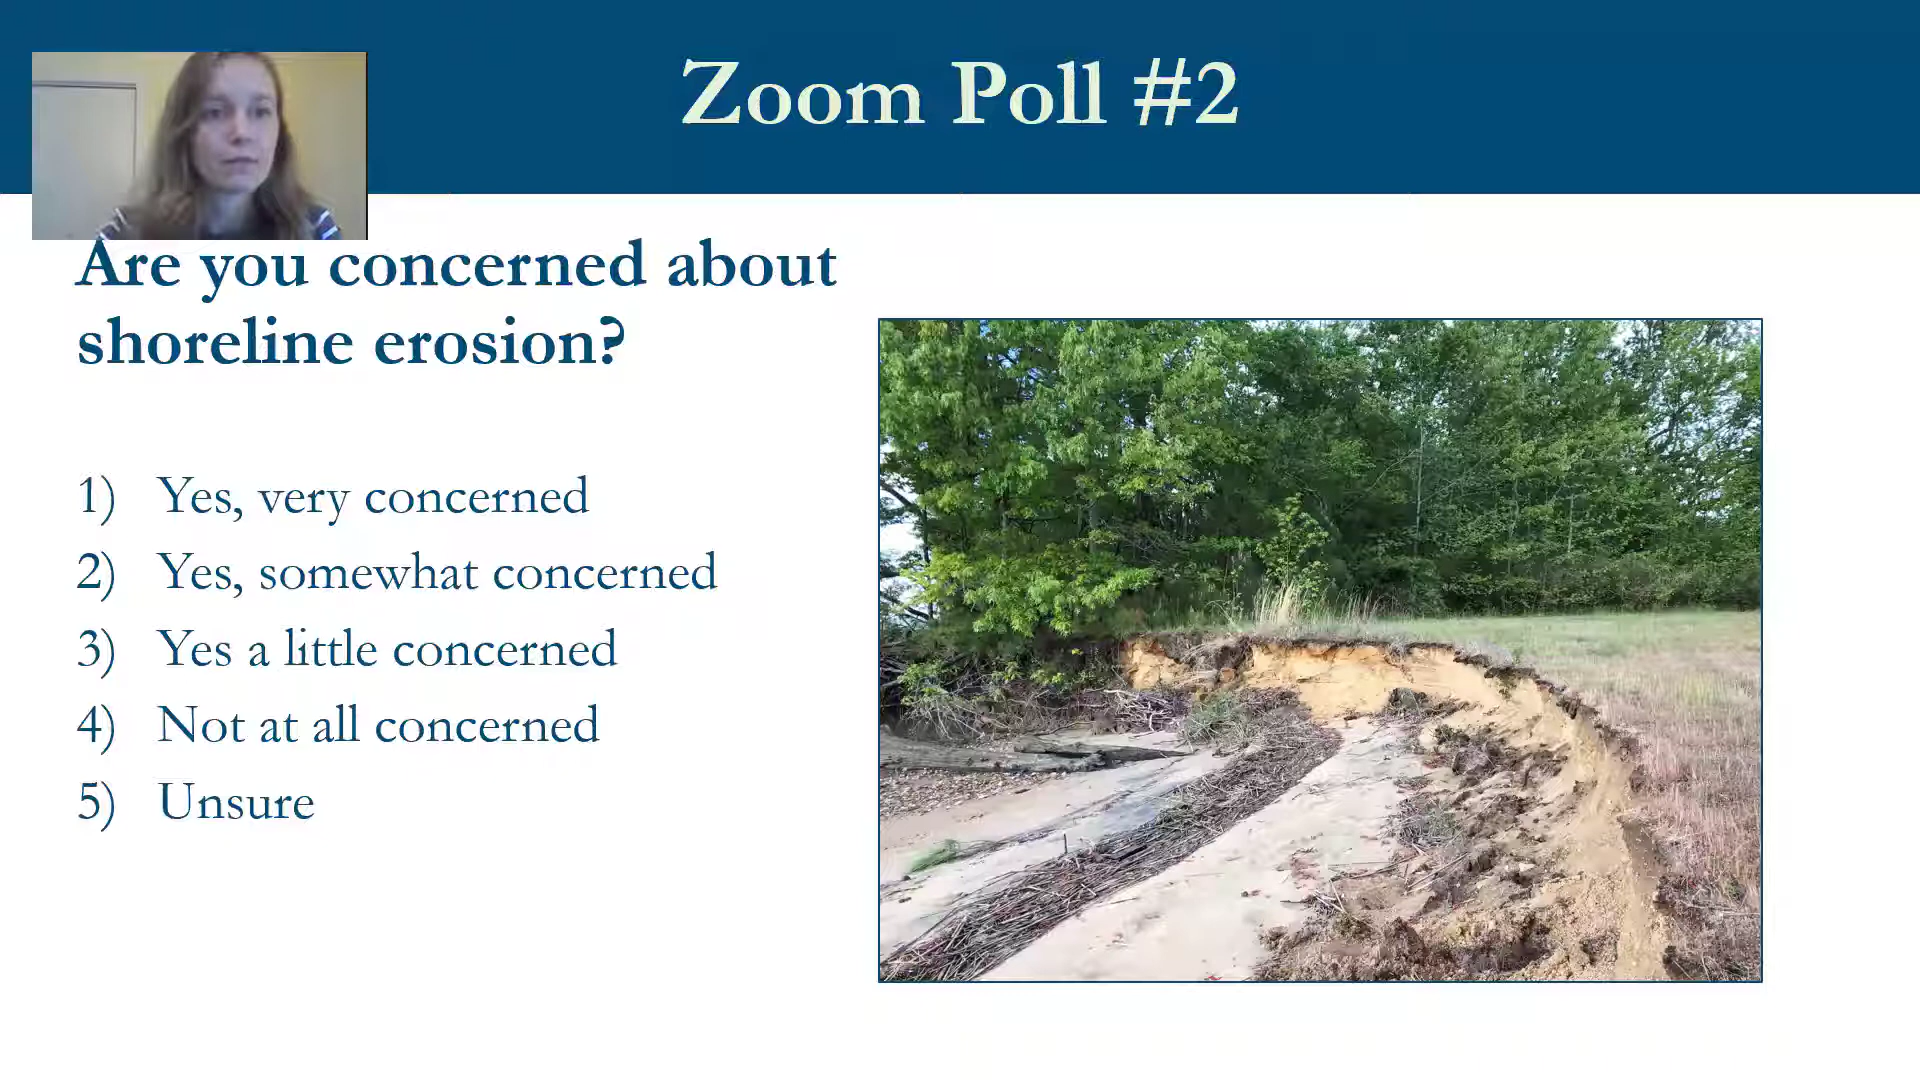 Zoom Poll #2
Are you concerned about
shoreline erosion?
1) Yes, very concerned
2) Yes, somewhat concerned
3) Yes a little concerned
4) Not at all concerned
5) Unsure